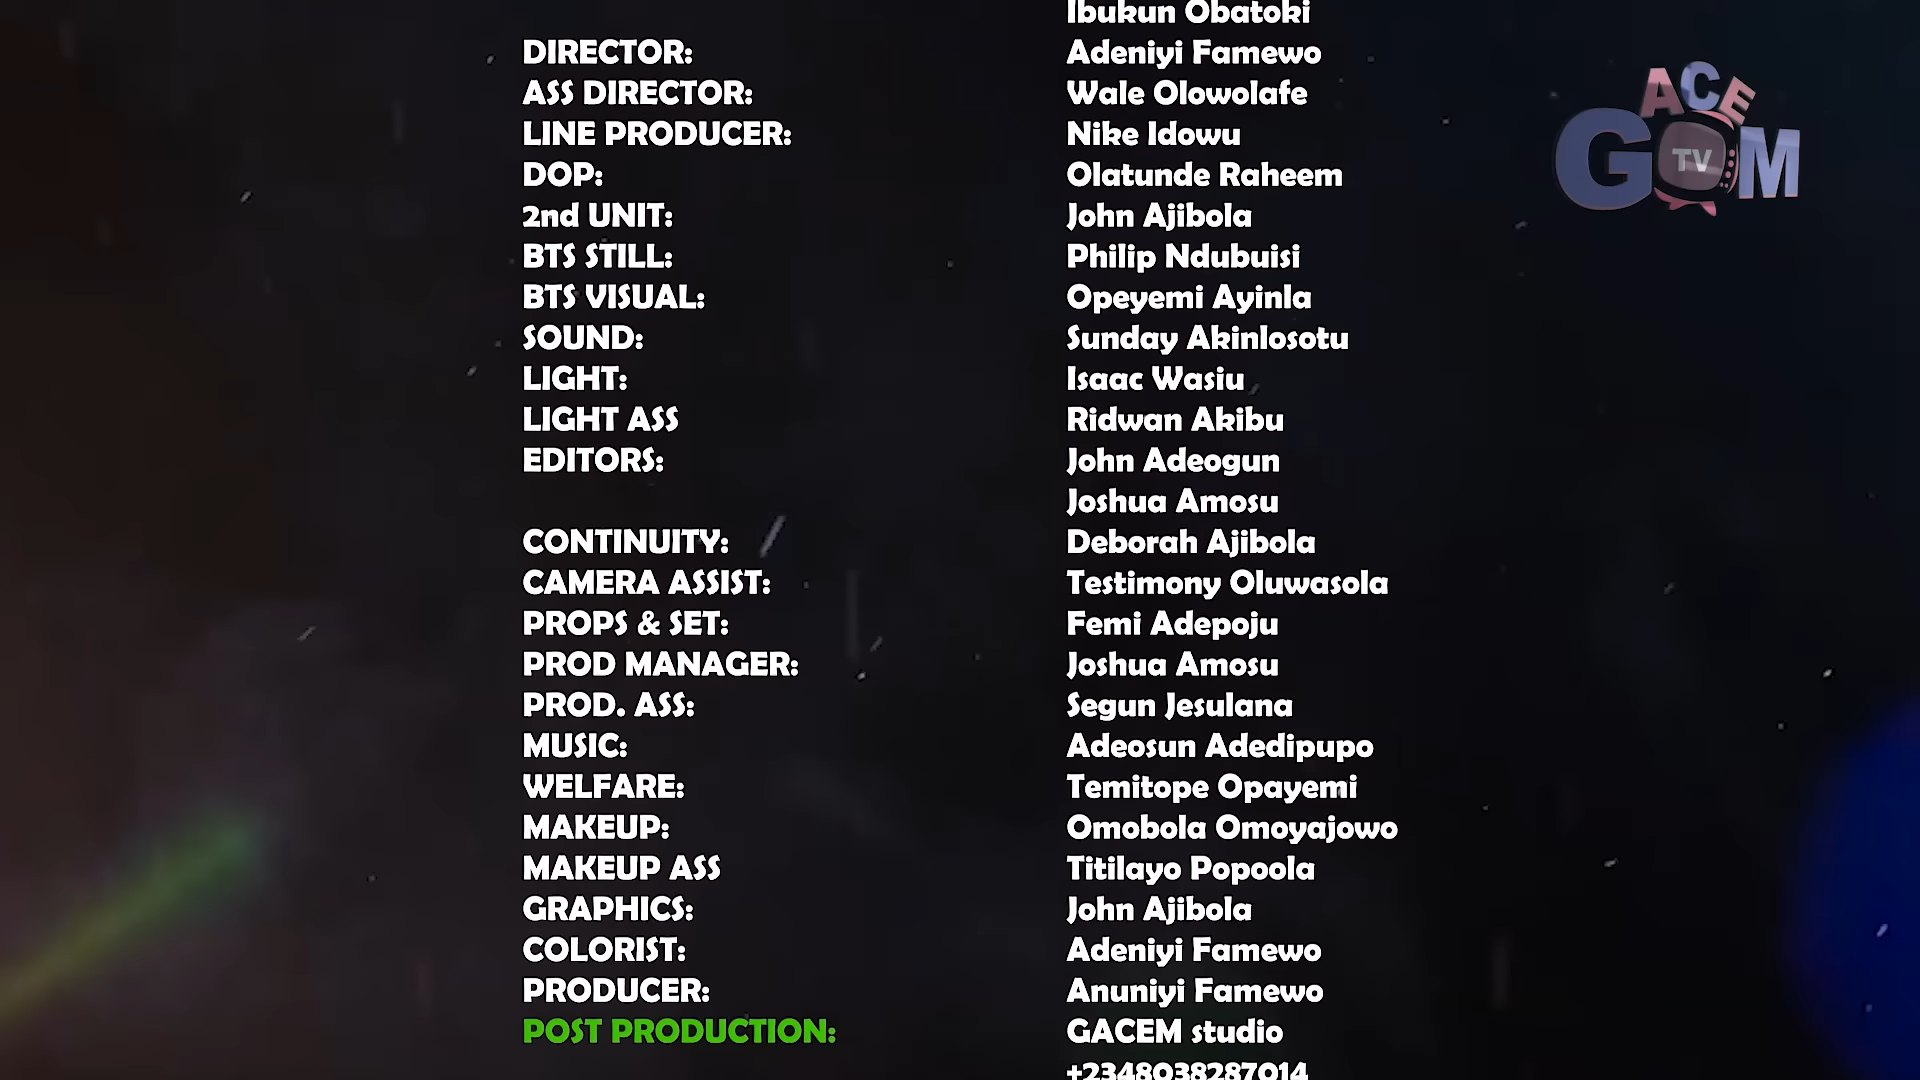 Ibukun Obatoki
DIRECTOR: Adeniyi Famewo
ASS DIRECTOR: Wale Olowolafe
LINE PRODUCER: Nike Idowu
DOP: Olatunde Raheem
2nd UNIT: John Ajibola
BTS STILL: Philip Ndubuisi
BTS VISUAL: Opeyemi Ayinla
SOUND: Sunday Akinlosotu
LIGHT: Isaac Wasiu
LIGHT ASS Ridwan Akibu
EDITORS: John Adeogun
Joshua Amosu
CONTINUITY: Deborah Ajibola
CAMERA ASSIST: Testimony Oluwasola
PROPS & SET: Femi Adepoju
PROD MANAGER: Joshua Amosu
PROD. ASS: Segun Jesulana
MUSIC: Adeosun Adedipupo
WELFARE: Temitope Opayemi
MAKEUP: Omobola Omoyajowo
MAKEUP ASS Titilayo Popoola
GRAPHICS: John Ajibola
COLORIST: Adeniyi Famewo
PRODUCER: Anuniyi Famewo
POST PRODUCTION: GACEM studio
+2348038287014
ACE
G TV M